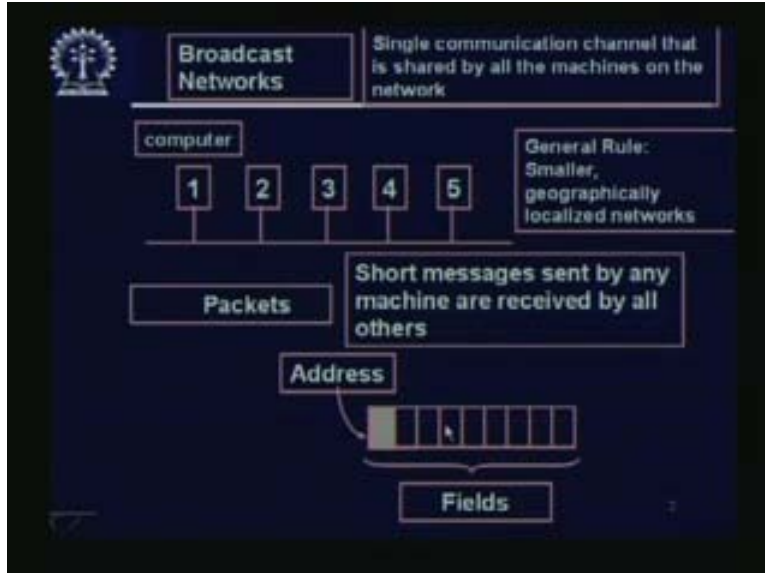 Broadcast
Networks
Single communication channel that
is shared by all the machines on the
network
computer
1 2 3 4 5
General Rule:
Smaller,
geographically
localized networks
Packets
Short messages sent by any
machine are received by all
others
Address
Fields